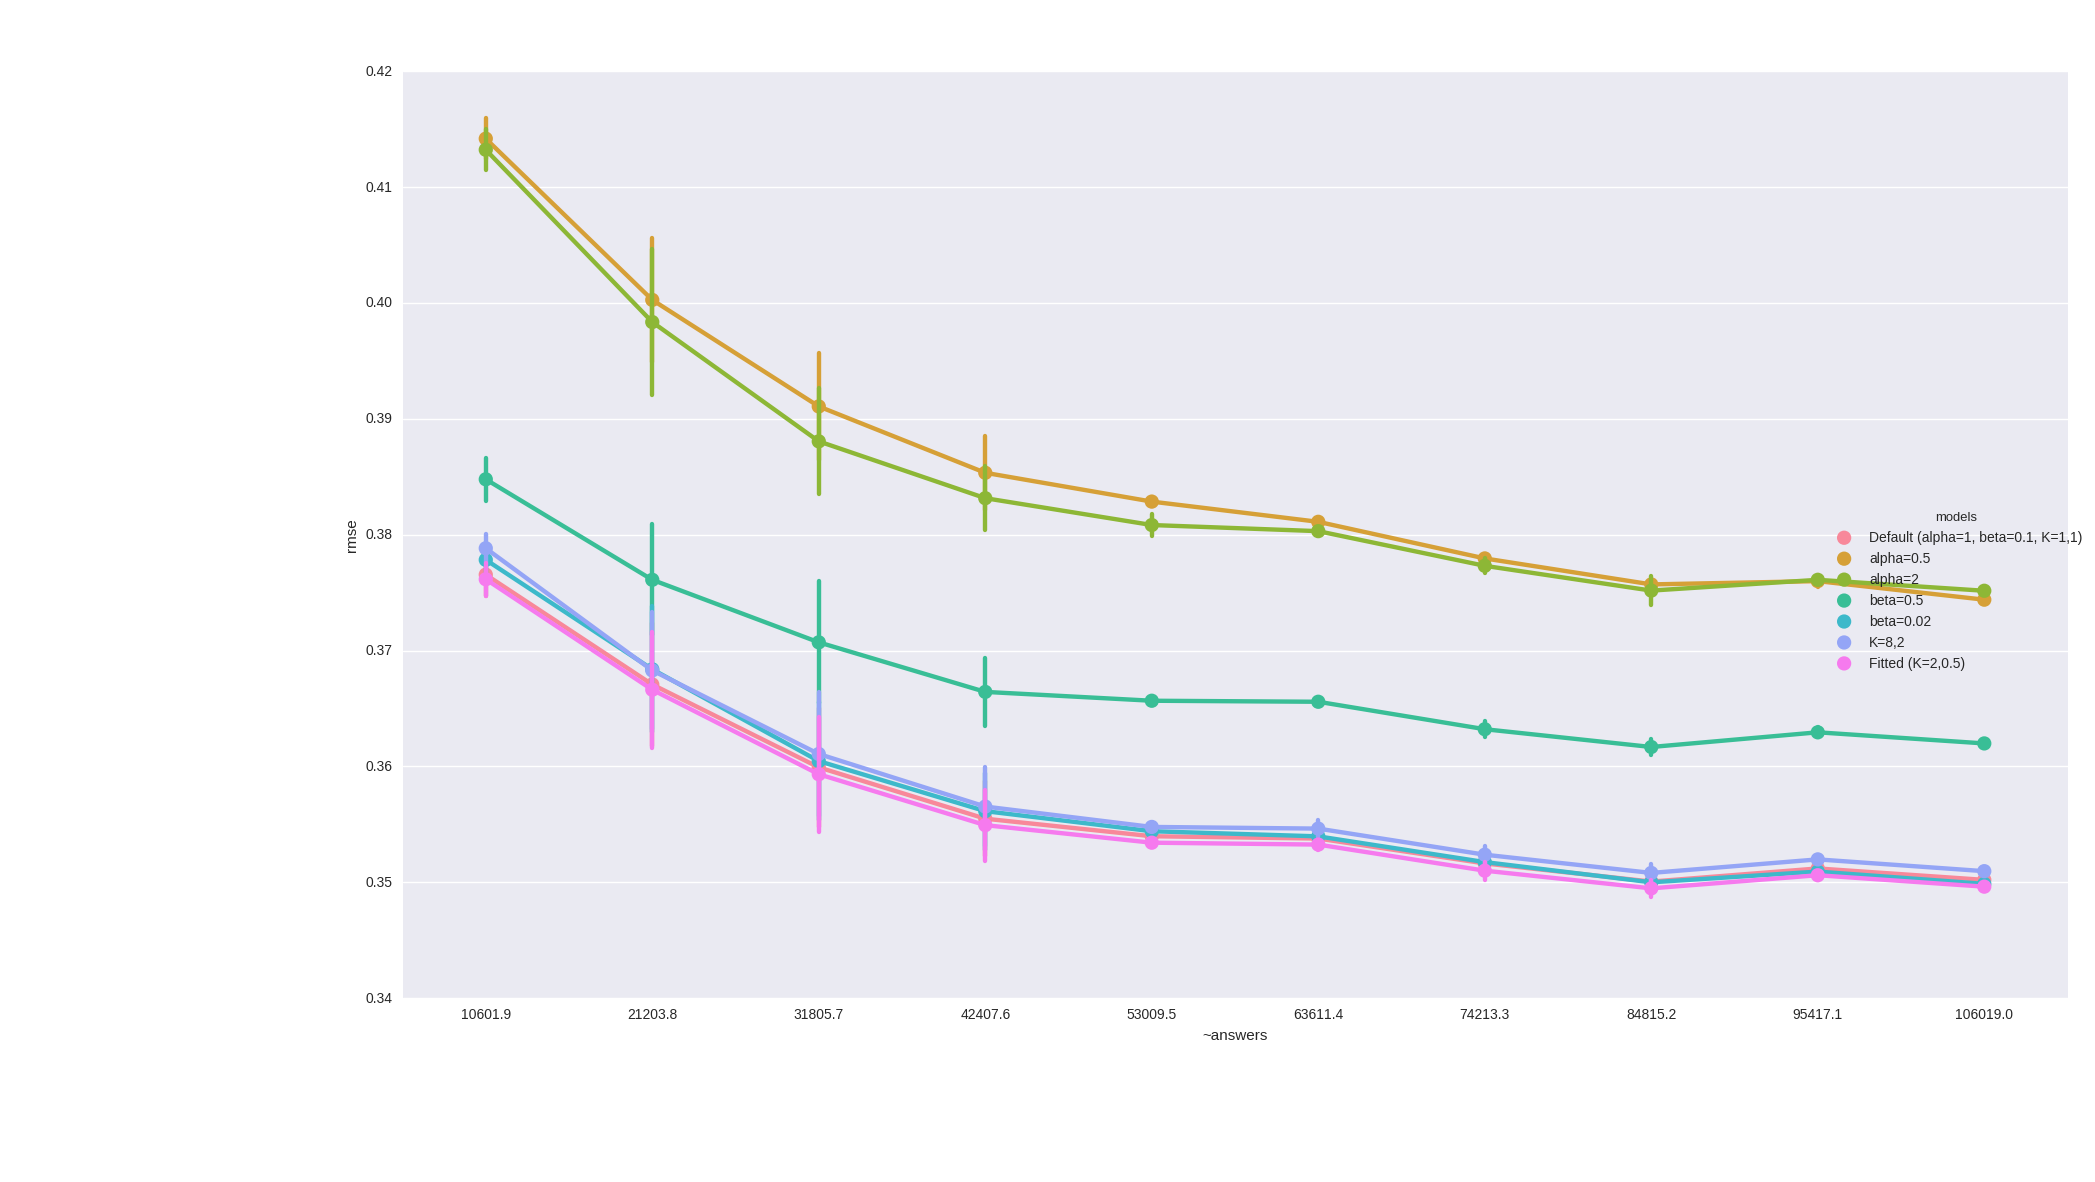 0.42
0.41
0.40
0.39
0.38
0.37
0.36
0.35
0.34
rmse
10601.9 21203.8 31805.7 42407.6 53009.5 63611.4 74213.3 84815.2 95417.1 106019.0
~answers
models
Default (alpha=1, beta=0.1, K=1,1)
alpha=0.5
alpha=2
beta=0.5
beta=0.02
K=8,2
Fitted (K=2,0.5)